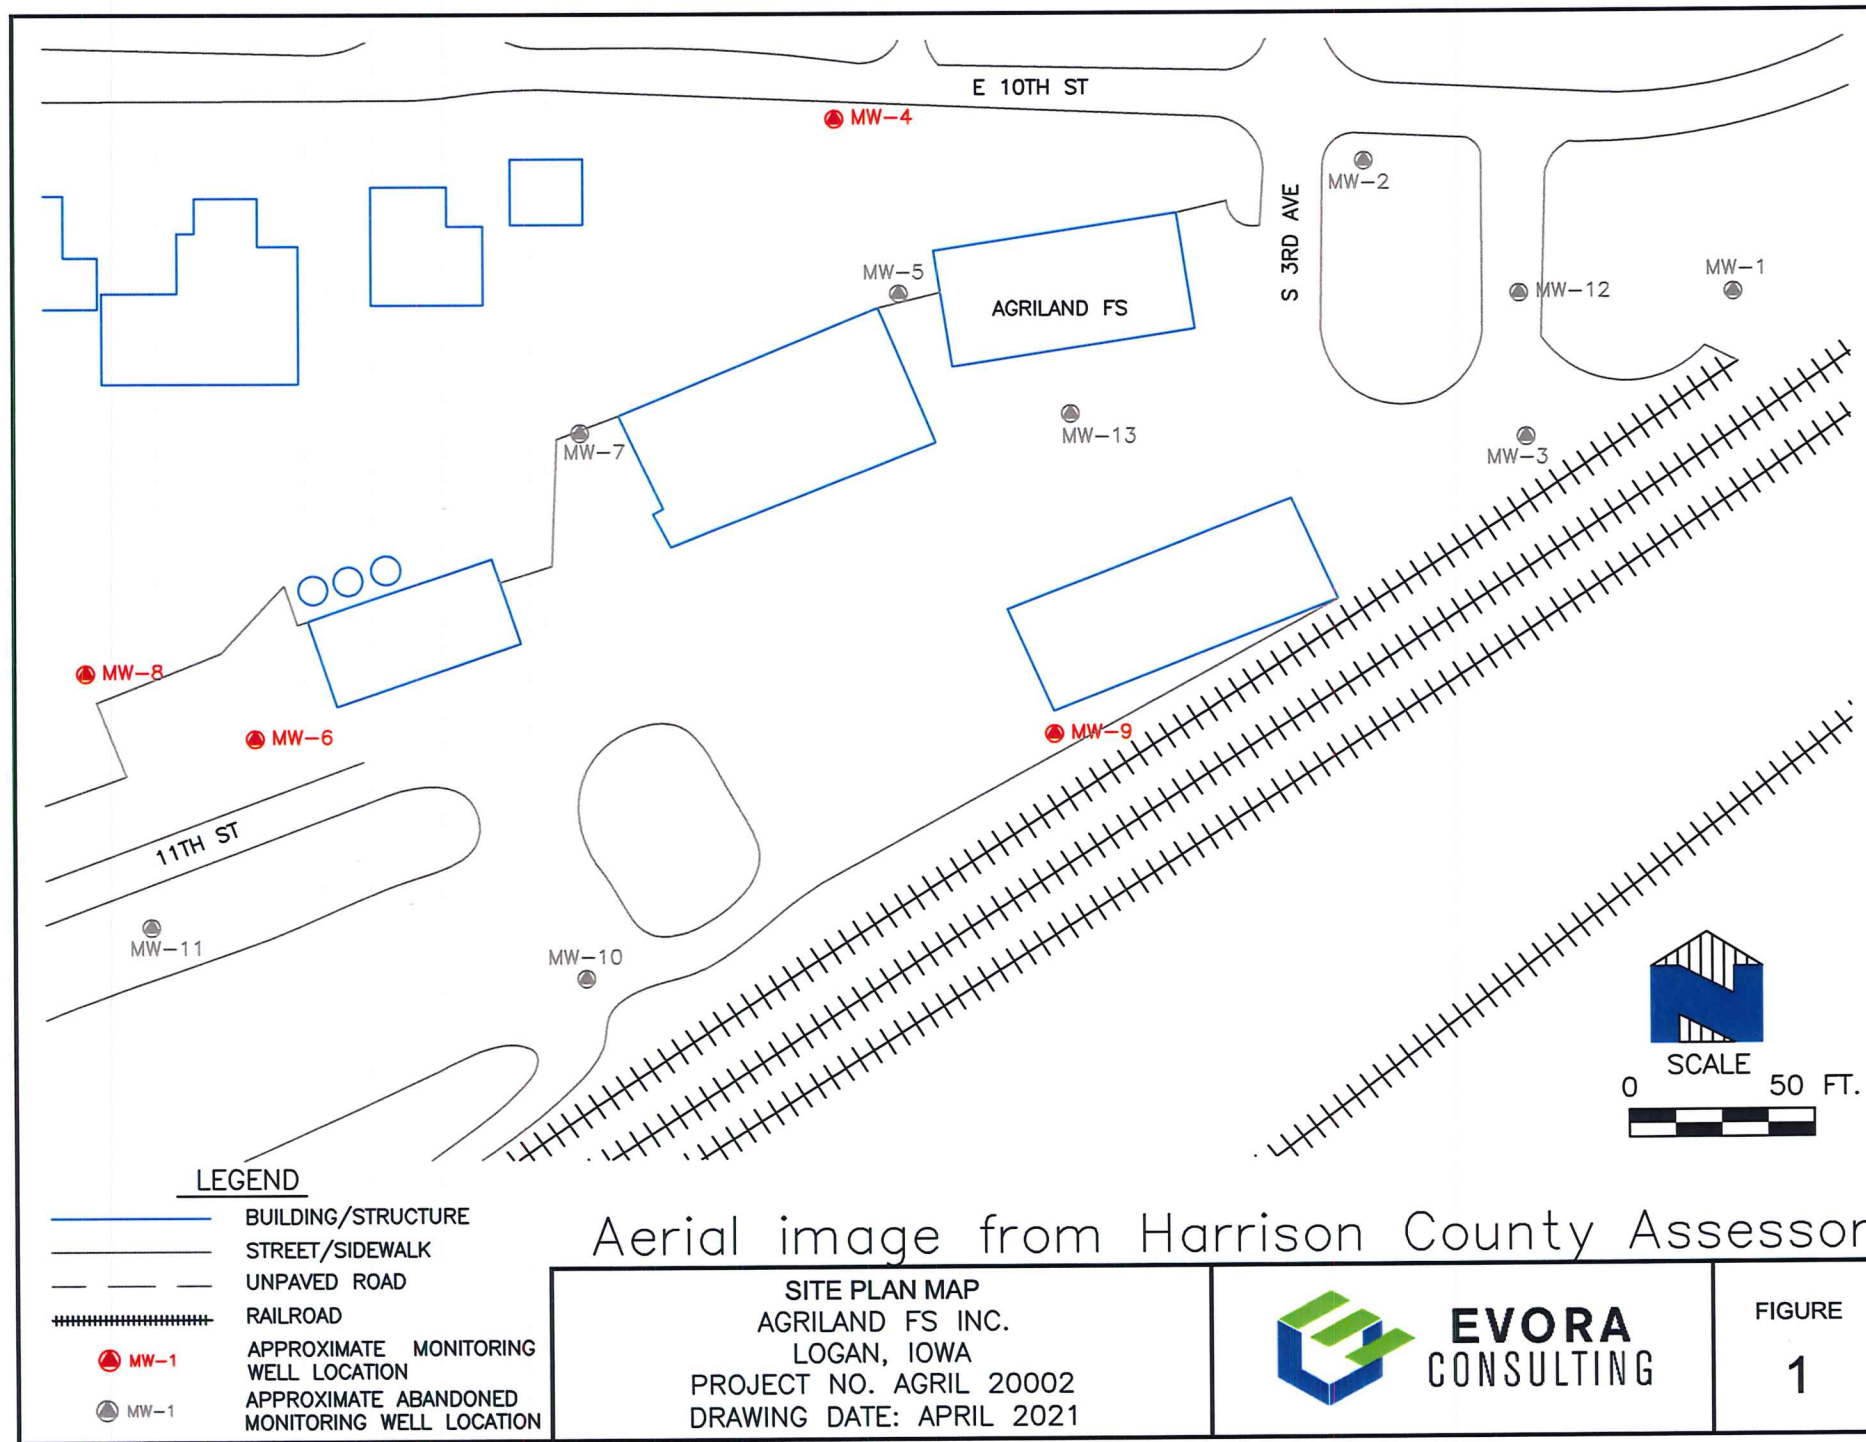 E 10TH ST
MW-4
MW-2
S 3RD AVE
MW-5
MW-1
MW-12
AGRILAND FS
MW-7
MW-13
MW-3
MW-8
MW-6
MW-9
11TH ST
MW-11
MW-10
SCALE
0 50 FT.
LEGEND
BUILDING/STRUCTURE
STREET/SIDEWALK
UNPAVED ROAD
RAILROAD
MW-1
APPROXIMATE MONITORING
WELL LOCATION
MW-1
APPROXIMATE ABANDONED
MONITORING WELL LOCATION
Aerial image from Harrison County Assessor
SITE PLAN MAP
AGRILAND FS INC.
LOGAN, IOWA
PROJECT NO. AGRIL 20002
DRAWING DATE: APRIL 2021
EVORA
CONSULTING
FIGURE
1